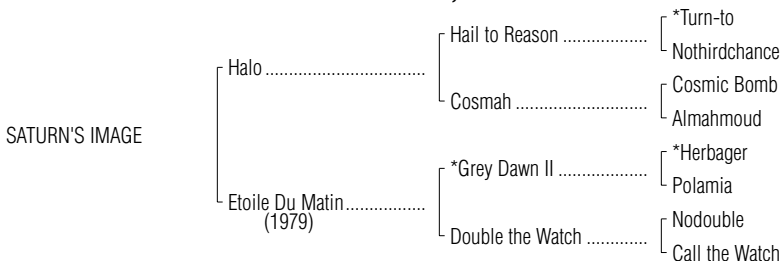 *Turn-to
Hail to Reason ...................
Nothirdchance
Halo ................................
Cosmic Bomb
Cosmah ..........................
Almahmoud
SATURN'S IMAGE
*Herbager
*Grey Dawn II ..................
Polamia
Etoile Du Matin................
(1979)
Nodouble
Double the Watch ............
Call the Watch